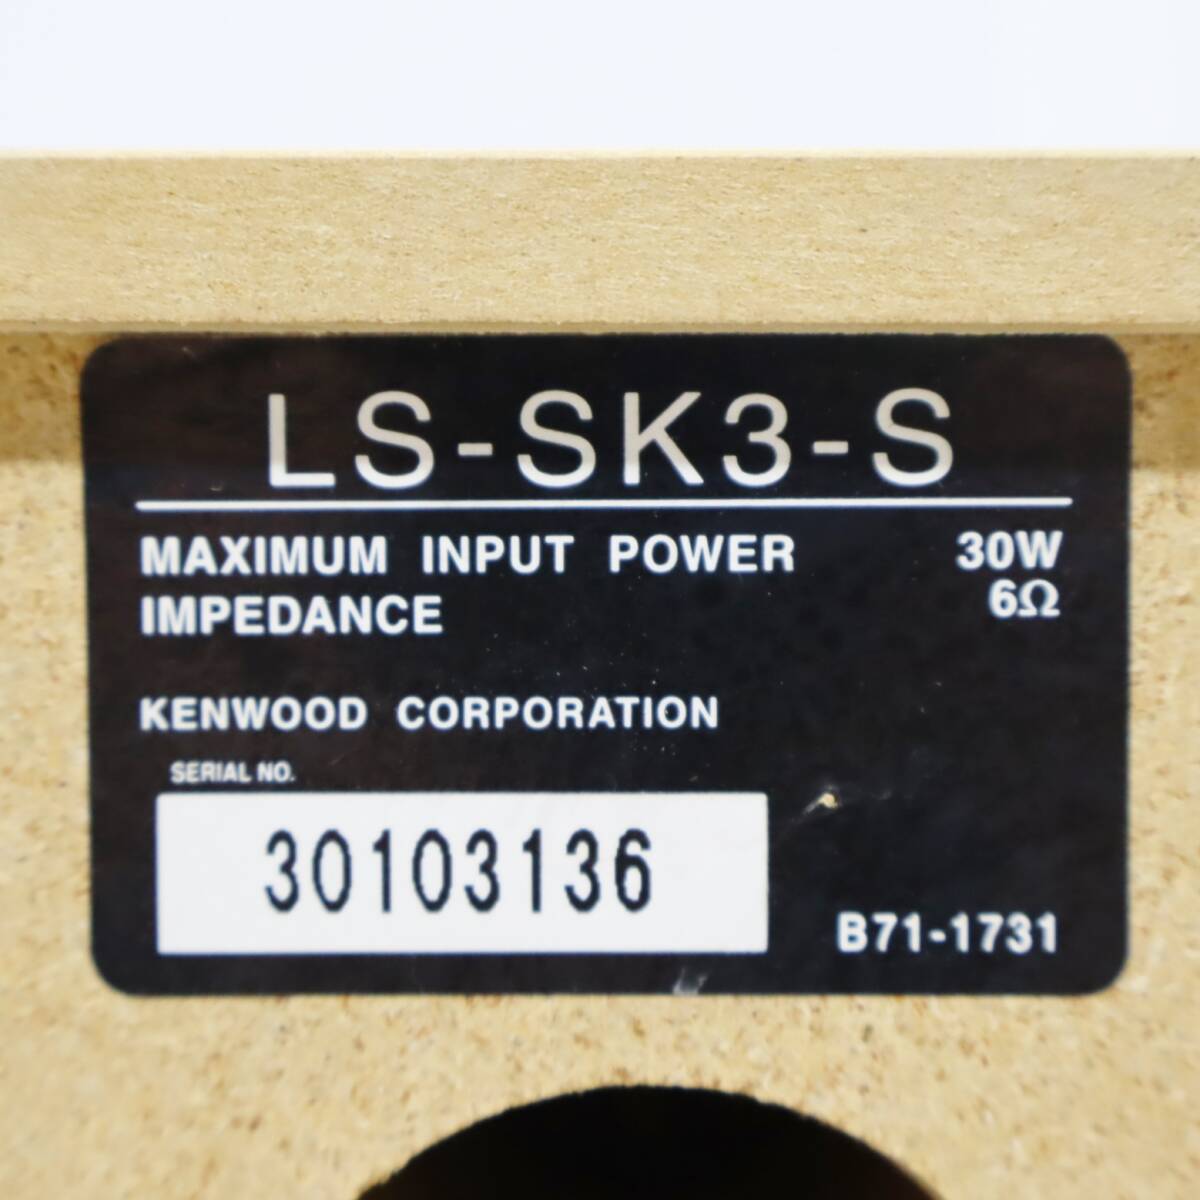 LS-SK3-S
MAXIMUM INPUT POWER 30W
IMPEDANCE 6Ω
KENWOOD CORPORATION
SERIAL NO.
30103136
B71-1731